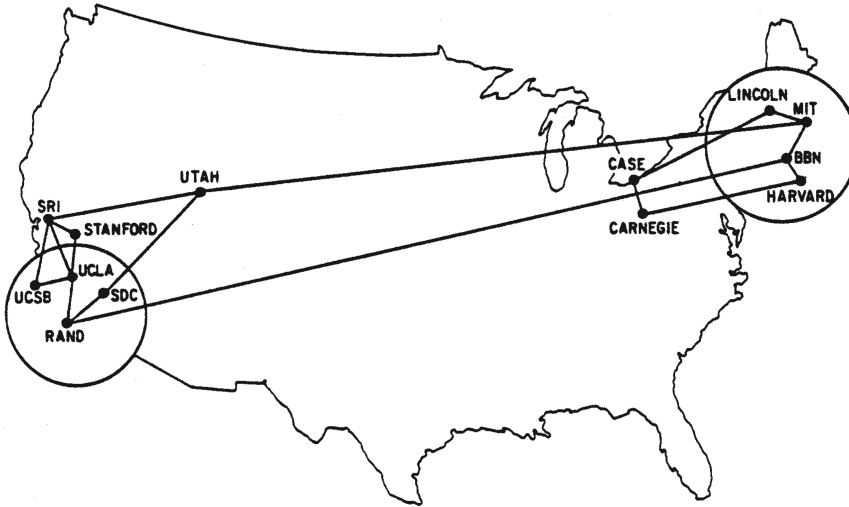 LINCOLN
MIT
CASE
BBN
UTAH
HARVARD
SRI
STANFORD
CARNEGIE
UCLA
UCSB
SDC
RAND